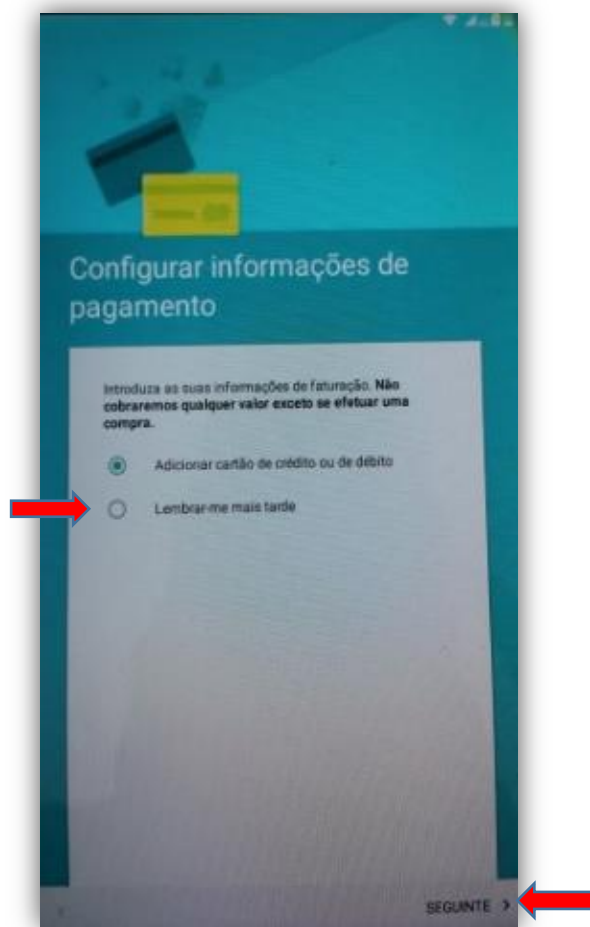 Configurar informações de
pagamento
Introduza as suas informações de faturação. Não
cobraremos qualquer valor exceto se efetuar uma
compra.
Adicionar cartão de crédito ou de débito
Lembrar-me mais tarde
SEGUINTE >